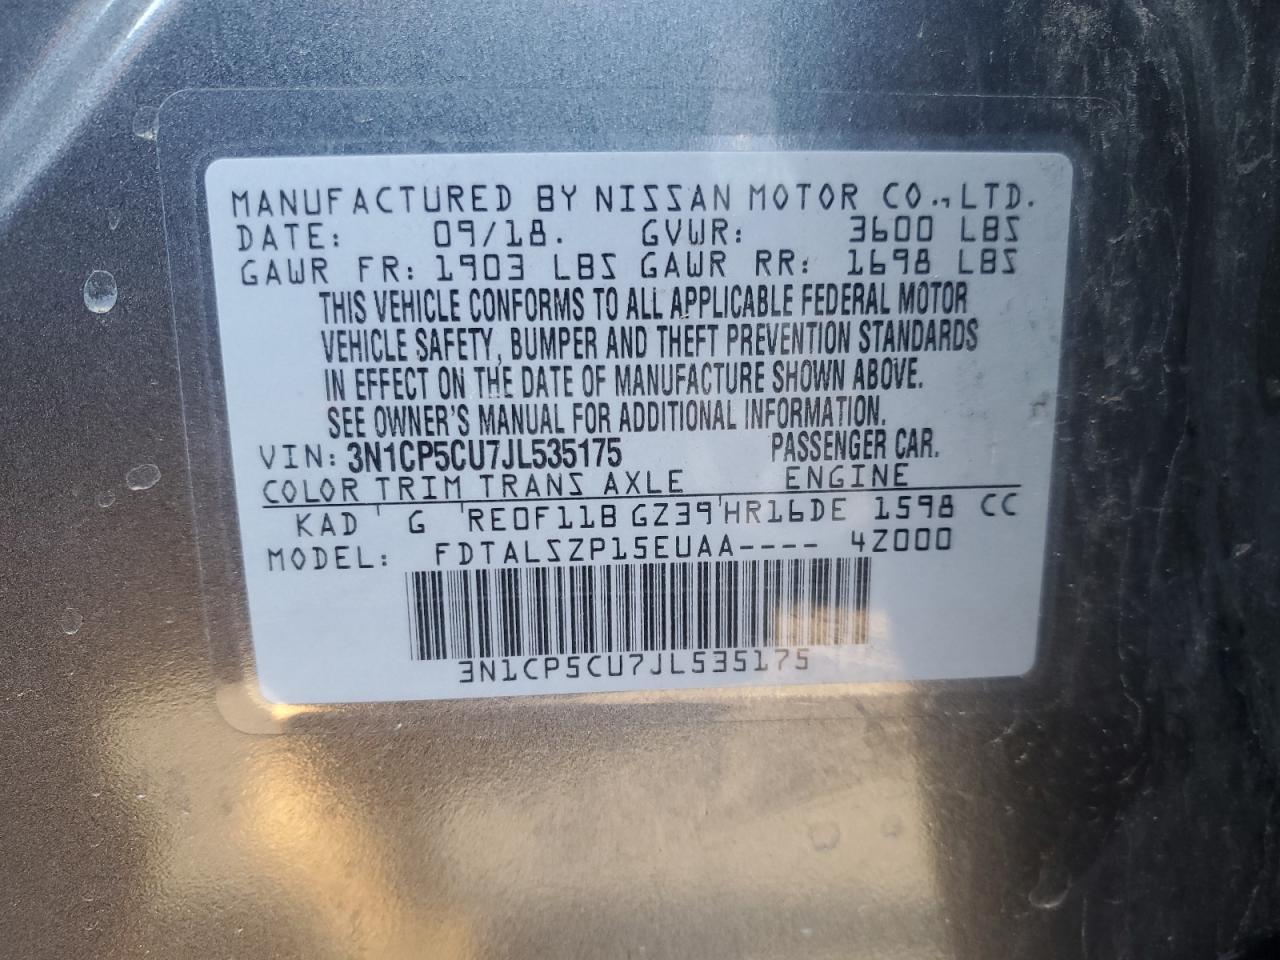 MANUFACTURED BY NISSAN MOTOR CO., LTD.
DATE: 09/18. GVWR: 3600 LBS
GAWR FR: 1903 LBS GAWR RR: 1698 LBS
THIS VEHICLE CONFORMS TO ALL APPLICABLE FEDERAL MOTOR
VEHICLE SAFETY, BUMPER AND THEFT PREVENTION STANDARDS
IN EFFECT ON THE DATE OF MANUFACTURE SHOWN ABOVE.
SEE OWNER'S MANUAL FOR ADDITIONAL INFORMATION.
VIN: 3N1CP5CU7JL535175 PASSENGER CAR.
COLOR TRIM TRANS AXLE ENGINE
KAD ' G ' RE0F11B GZ39 ' HR16DE 1598 CC
MODEL: FDTALSZP15EUAA---- 4Z000
3N1CP5CU7JL535175